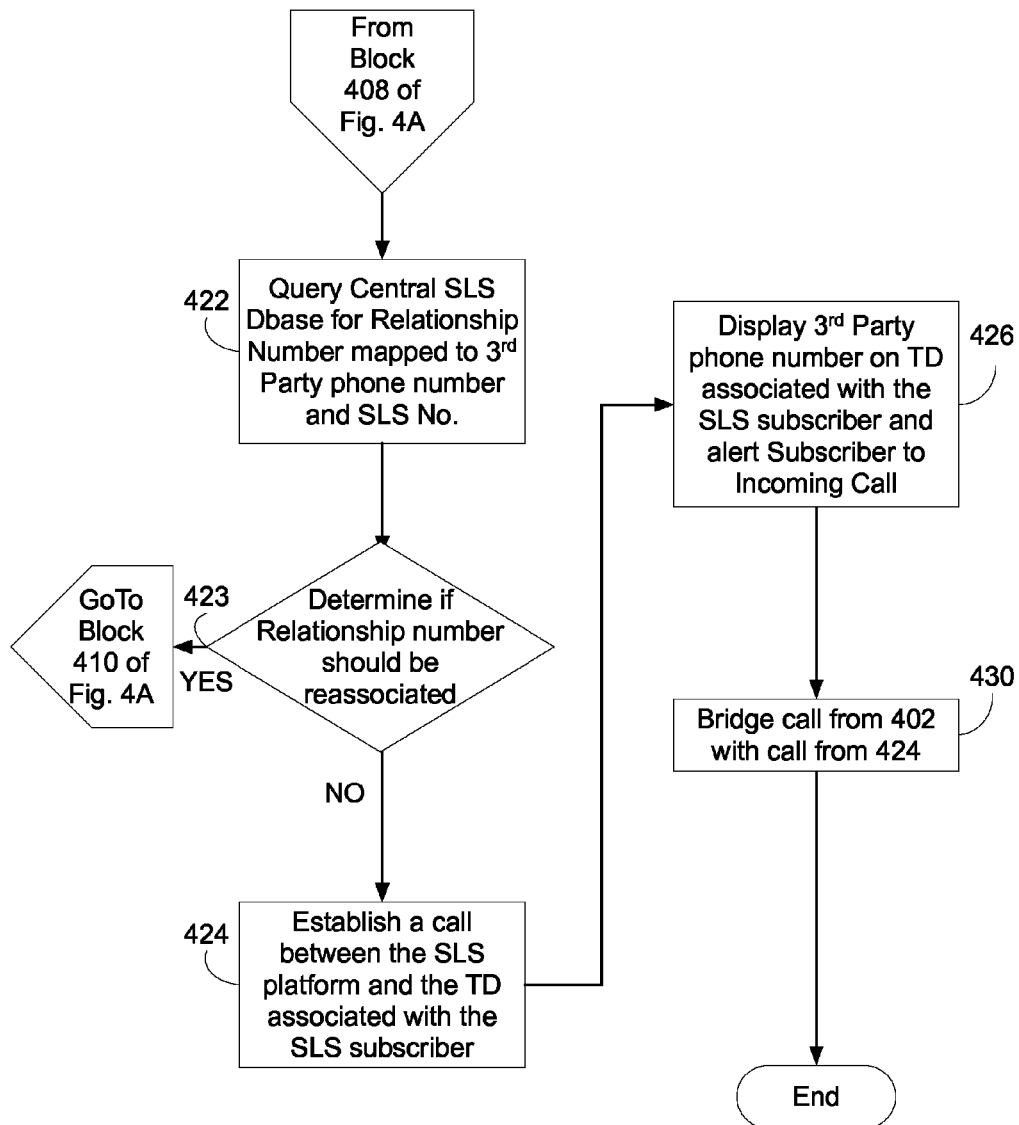 From
Block
408 of
Fig. 4A
422
Query Central SLS
Dbase for Relationship
Number mapped to 3rd
Party phone number
and SLS No.
423
Determine if
Relationship number
should be
reassociated
YES
GoTo
Block
410 of
Fig. 4A
NO
424
Establish a call
between the SLS
platform and the TD
associated with the
SLS subscriber
Display 3rd Party
phone number on TD
associated with the
SLS subscriber and
alert Subscriber to
Incoming Call
426
Bridge call from 402
with call from 424
430
End